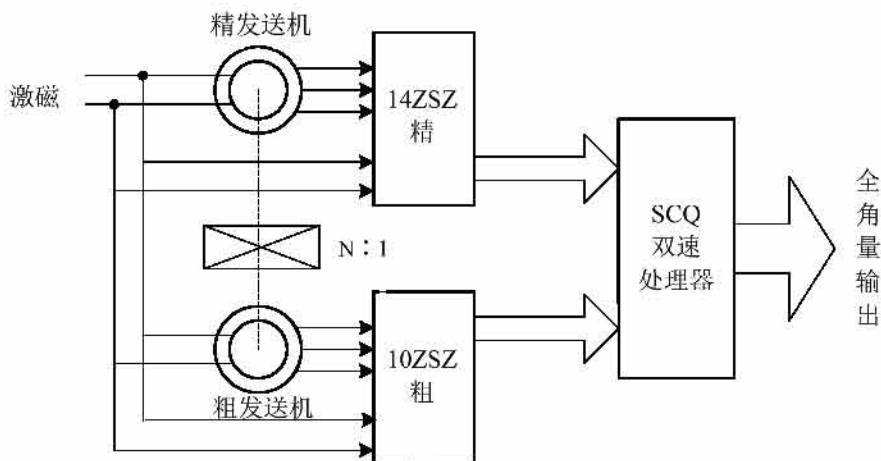 精发送机
激磁
14ZSZ
精
N：1
SCQ
双速
处理器
全角量输出
10ZSZ
粗
粗发送机